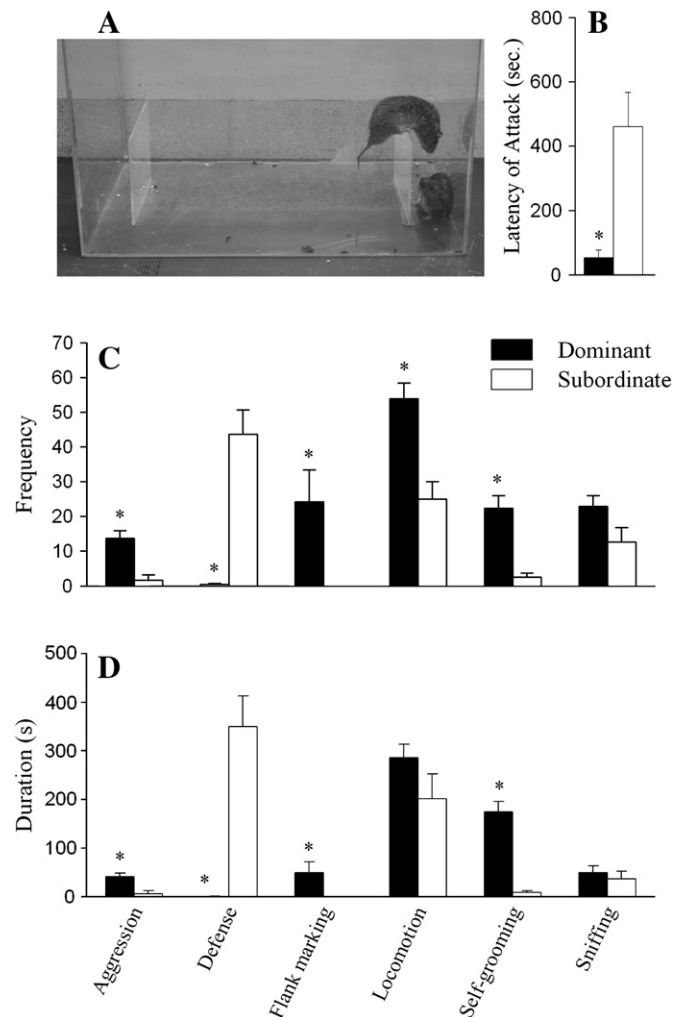 A
B
Latency of Attack (sec.)
800
600
400
200
0
*
C
Frequency
70
60
50
40
30
20
10
0
* * * * *
Dominant
Subordinate
D
Duration (s)
500
400
300
200
100
0
* * * *
Aggression
Defense
Flank marking
Locomotion
Self-grooming
Sniffing